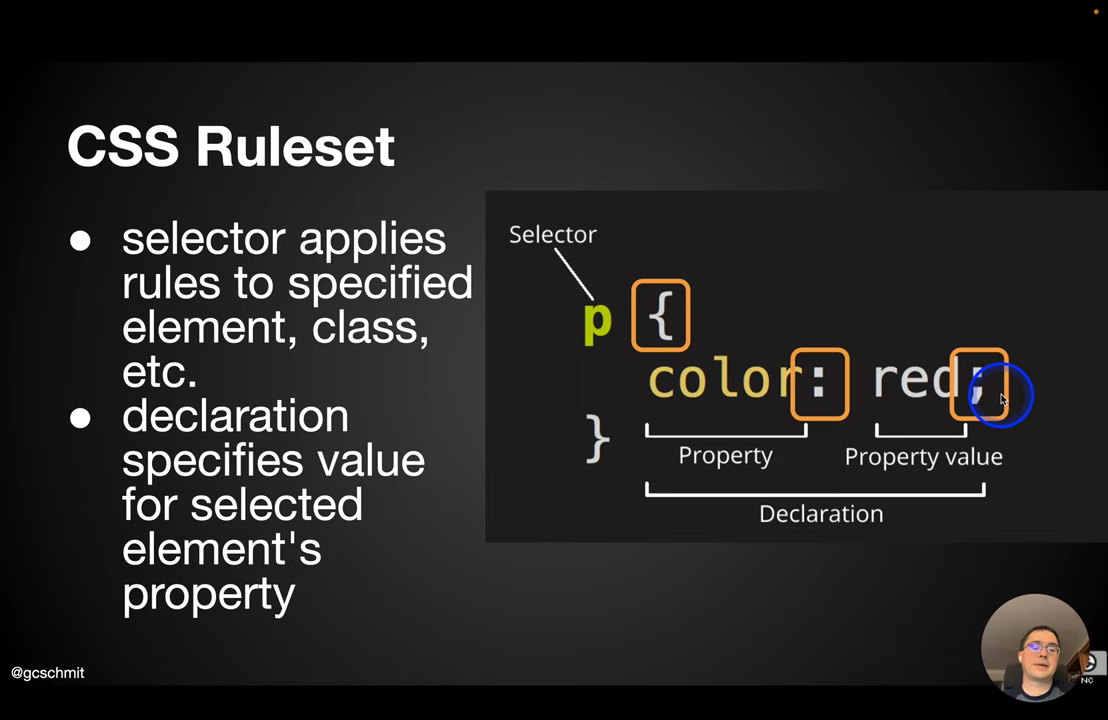 CSS Ruleset
● selector applies
rules to specified
element, class,
etc.
● declaration
specifies value
for selected
element's
property
Selector
p {
color: red;
}
Property
Property value
Declaration
@gcschmit
NC